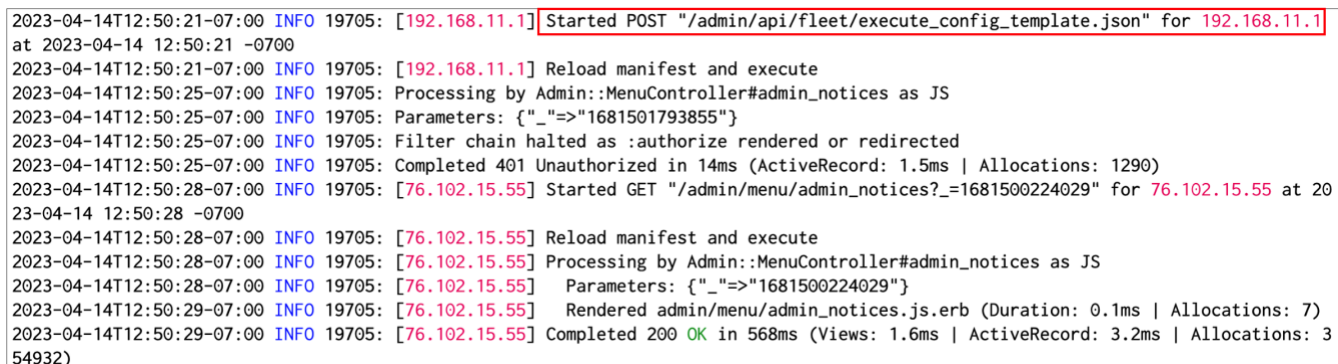 2023-04-14T12:50:21-07:00 INFO 19705: [192.168.11.1] Started POST "/admin/api/fleet/execute_config_template.json" for 192.168.11.1
at 2023-04-14 12:50:21 -0700
2023-04-14T12:50:21-07:00 INFO 19705: [192.168.11.1] Reload manifest and execute
2023-04-14T12:50:25-07:00 INFO 19705: Processing by Admin::MenuController#admin_notices as JS
2023-04-14T12:50:25-07:00 INFO 19705: Parameters: {"_"=>"1681501793855"}
2023-04-14T12:50:25-07:00 INFO 19705: Filter chain halted as :authorize rendered or redirected
2023-04-14T12:50:25-07:00 INFO 19705: Completed 401 Unauthorized in 14ms (ActiveRecord: 1.5ms | Allocations: 1290)
2023-04-14T12:50:28-07:00 INFO 19705: [76.102.15.55] Started GET "/admin/menu/admin_notices?_=1681500224029" for 76.102.15.55 at 20
23-04-14 12:50:28 -0700
2023-04-14T12:50:28-07:00 INFO 19705: [76.102.15.55] Reload manifest and execute
2023-04-14T12:50:28-07:00 INFO 19705: [76.102.15.55] Processing by Admin::MenuController#admin_notices as JS
2023-04-14T12:50:28-07:00 INFO 19705: [76.102.15.55]   Parameters: {"_"=>"1681500224029"}
2023-04-14T12:50:29-07:00 INFO 19705: [76.102.15.55]   Rendered admin/menu/admin_notices.js.erb (Duration: 0.1ms | Allocations: 7)
2023-04-14T12:50:29-07:00 INFO 19705: [76.102.15.55] Completed 200 OK in 568ms (Views: 1.6ms | ActiveRecord: 3.2ms | Allocations: 3
54932)